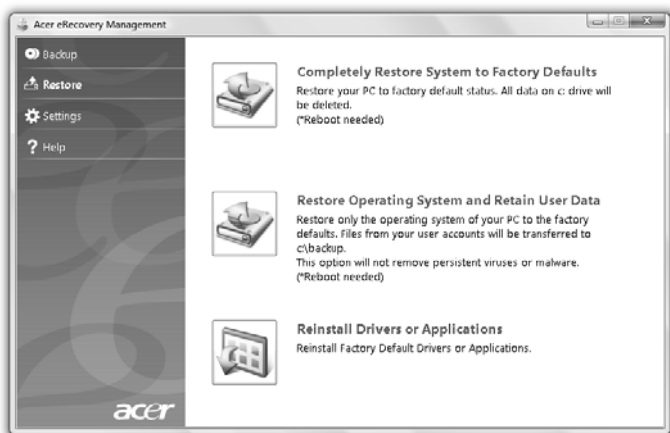 Acer eRecovery Management
Backup
Restore
Settings
? Help
Completely Restore System to Factory Defaults
Restore your PC to factory default status. All data on c: drive will
be deleted.
(*Reboot needed)
Restore Operating System and Retain User Data
Restore only the operating system of your PC to the factory
defaults. Files from your user accounts will be transferred to
c:\backup.
This option will not remove persistent viruses or malware.
(*Reboot needed)
Reinstall Drivers or Applications
Reinstall Factory Default Drivers or Applications.
acer